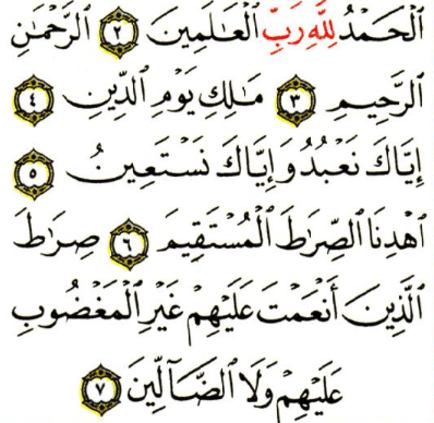 ٱلْحَمْدُ لِلَّهِ رَبِّ ٱلْعَـٰلَمِينَ ٢ ٱلرَّحْمَـٰنِ
ٱلرَّحِيمِ ٣ مَـٰلِكِ يَوْمِ ٱلدِّينِ ٤
إِيَّاكَ نَعْبُدُ وَإِيَّاكَ نَسْتَعِينُ ٥
ٱهْدِنَا ٱلصِّرَٰطَ ٱلْمُسْتَقِيمَ ٦ صِرَٰطَ
ٱلَّذِينَ أَنْعَمْتَ عَلَيْهِمْ غَيْرِ ٱلْمَغْضُوبِ
عَلَيْهِمْ وَلَا ٱلضَّآلِّينَ ٧